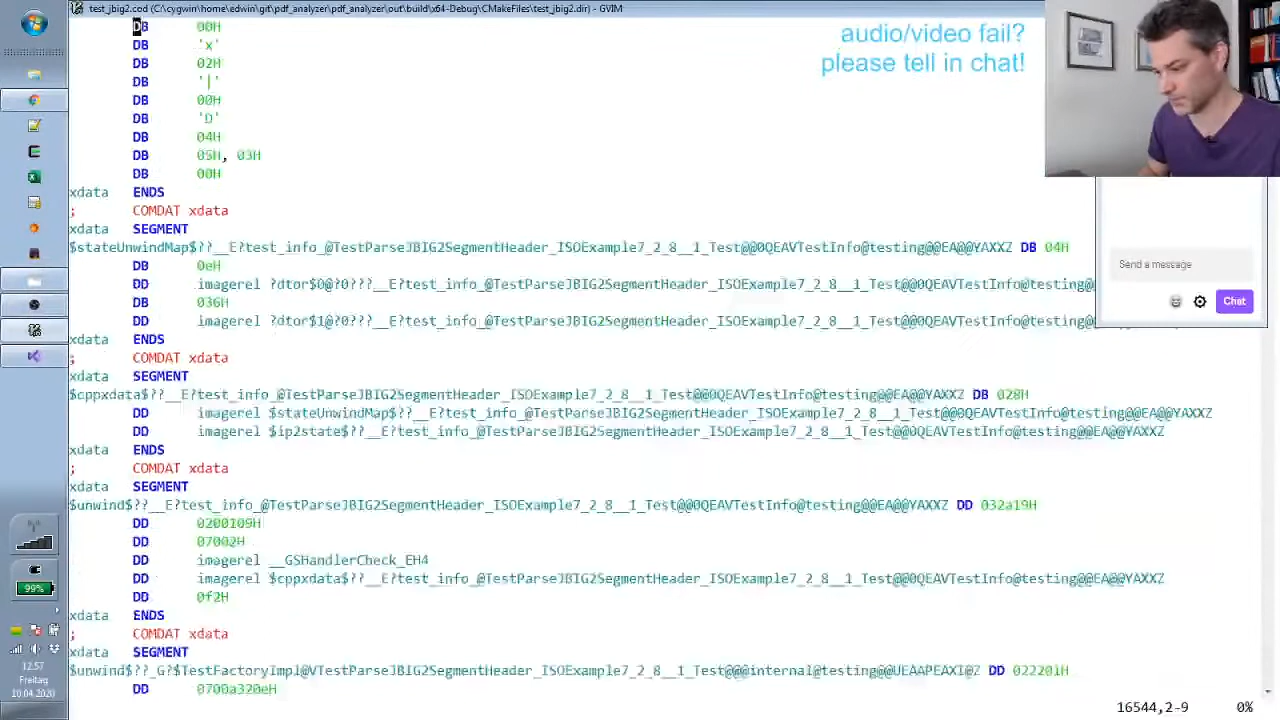 test_jbig2.cod (C:\cygwin\home\edwin\git\pdf_analyzer\pdf_analyzer\out\build\x64-Debug\CMakeFiles\test_jbig2.dir) - GVIM
audio/video fail?
please tell in chat!
DB 00H
DB 'x'
DB 02H
DB '|'
DB 00H
DB 'D'
DB 04H
DB 05H, 03H
DB 00H
xdata ENDS
; COMDAT xdata
xdata SEGMENT
$stateUnwindMap$??__E?test_info_@TestParseJBIG2SegmentHeader_ISOExample7_2_8__1_Test@@0QEAVTestInfo@testing@@EA@@YAXXZ DB 04H
DB 0eH
DD imagerel ?dtor$0@?0???__E?test_info_@TestParseJBIG2SegmentHeader_ISOExample7_2_8__1_Test@@0QEAVTestInfo@testing@
DB 036H
DD imagerel ?dtor$1@?0???__E?test_info_@TestParseJBIG2SegmentHeader_ISOExample7_2_8__1_Test@@0QEAVTestInfo@testing@
xdata ENDS
; COMDAT xdata
xdata SEGMENT
$cppxdata$??__E?test_info_@TestParseJBIG2SegmentHeader_ISOExample7_2_8__1_Test@@0QEAVTestInfo@testing@@EA@@YAXXZ DB 028H
DD imagerel $stateUnwindMap$??__E?test_info_@TestParseJBIG2SegmentHeader_ISOExample7_2_8__1_Test@@0QEAVTestInfo@testing@@EA@@YAXXZ
DD imagerel $ip2state$??__E?test_info_@TestParseJBIG2SegmentHeader_ISOExample7_2_8__1_Test@@0QEAVTestInfo@testing@@EA@@YAXXZ
xdata ENDS
; COMDAT xdata
xdata SEGMENT
$unwind$??__E?test_info_@TestParseJBIG2SegmentHeader_ISOExample7_2_8__1_Test@@0QEAVTestInfo@testing@@EA@@YAXXZ DD 032a19H
DD 0200109H
DD 07002H
DD imagerel __GSHandlerCheck_EH4
DD imagerel $cppxdata$??__E?test_info_@TestParseJBIG2SegmentHeader_ISOExample7_2_8__1_Test@@0QEAVTestInfo@testing@@EA@@YAXXZ
DD 0f2H
xdata ENDS
; COMDAT xdata
xdata SEGMENT
$unwind$??_G?$TestFactoryImpl@VTestParseJBIG2SegmentHeader_ISOExample7_2_8__1_Test@@@internal@testing@@UEAAPEAXI@Z DD 022201H
DD 0700a320eH
16544,2-9 0%
Send a message
Chat
99%
12:57
Freitag
10.04.2020